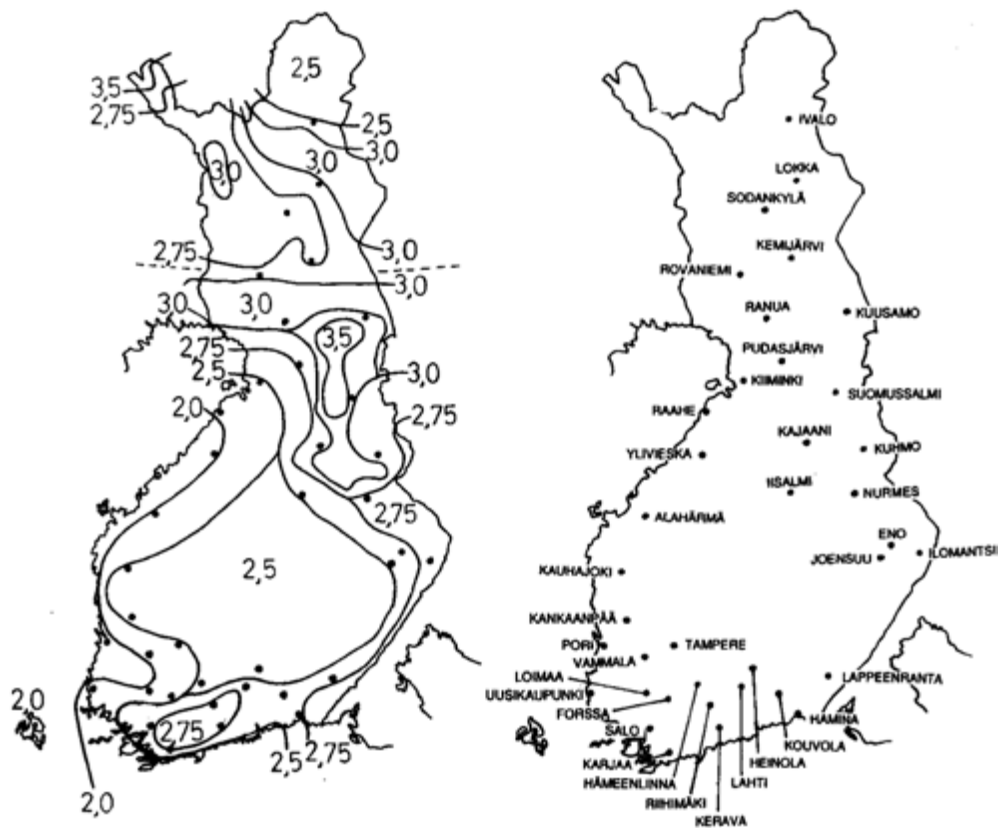 2,5
3,5
2,75
2,5
3,0
3,0
3,0
2,75
3,0
3,0
3,0
3,0
2,75
3,5
2,5
3,0
2,0
2,75
2,75
2,5
2,0
2,75
2,5
2,75
2,0
IVALO
LOKKA
SODANKYLÄ
KEMIJÄRVI
ROVANIEMI
RANUA
KUUSAMO
PUDASJÄRVI
KIIMINKI
SUOMUSSALMI
RAAHE
KAJAANI
YLIVIESKA
KUHMO
IISALMI
NURMES
ALAHÄRMÄ
ENO
JOENSUU
ILOMANTSI
KAUHAJOKI
KANKAANPÄÄ
PORI
TAMPERE
VAMMALA
LOIMAA
LAPPEENRANTA
UUSIKAUPUNKI
FORSSA
HAMINA
SALO
KOUVOLA
KARJAA
HEINOLA
HÄMEENLINNA
LAHTI
RIIHIMÄKI
KERAVA